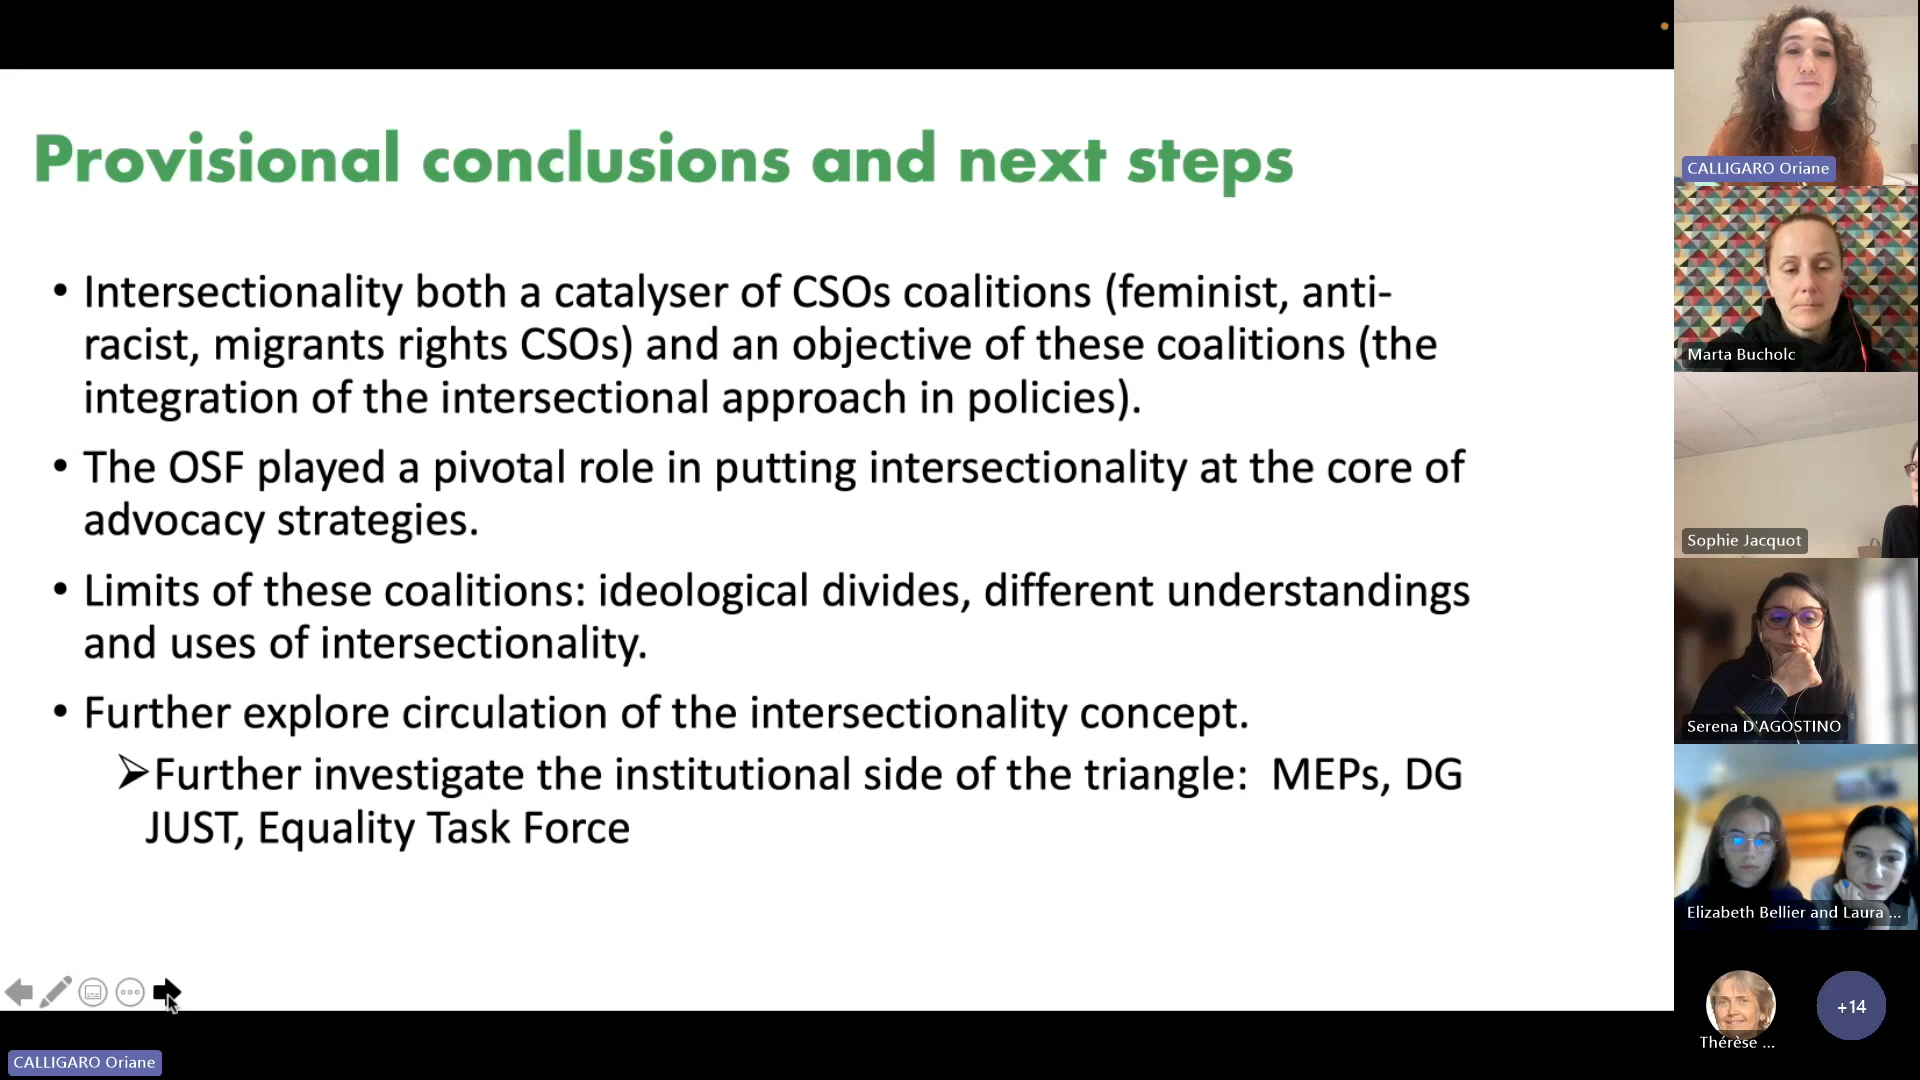 Provisional conclusions and next steps
• Intersectionality both a catalyser of CSOs coalitions (feminist, anti-
racist, migrants rights CSOs) and an objective of these coalitions (the
integration of the intersectional approach in policies).
• The OSF played a pivotal role in putting intersectionality at the core of
advocacy strategies.
• Limits of these coalitions: ideological divides, different understandings
and uses of intersectionality.
• Further explore circulation of the intersectionality concept.
➢Further investigate the institutional side of the triangle: MEPs, DG
JUST, Equality Task Force
CALLIGARO Oriane
CALLIGARO Oriane
Marta Bucholc
Sophie Jacquot
Serena D'AGOSTINO
Elizabeth Bellier and Laura ...
Thérèse ...
+14